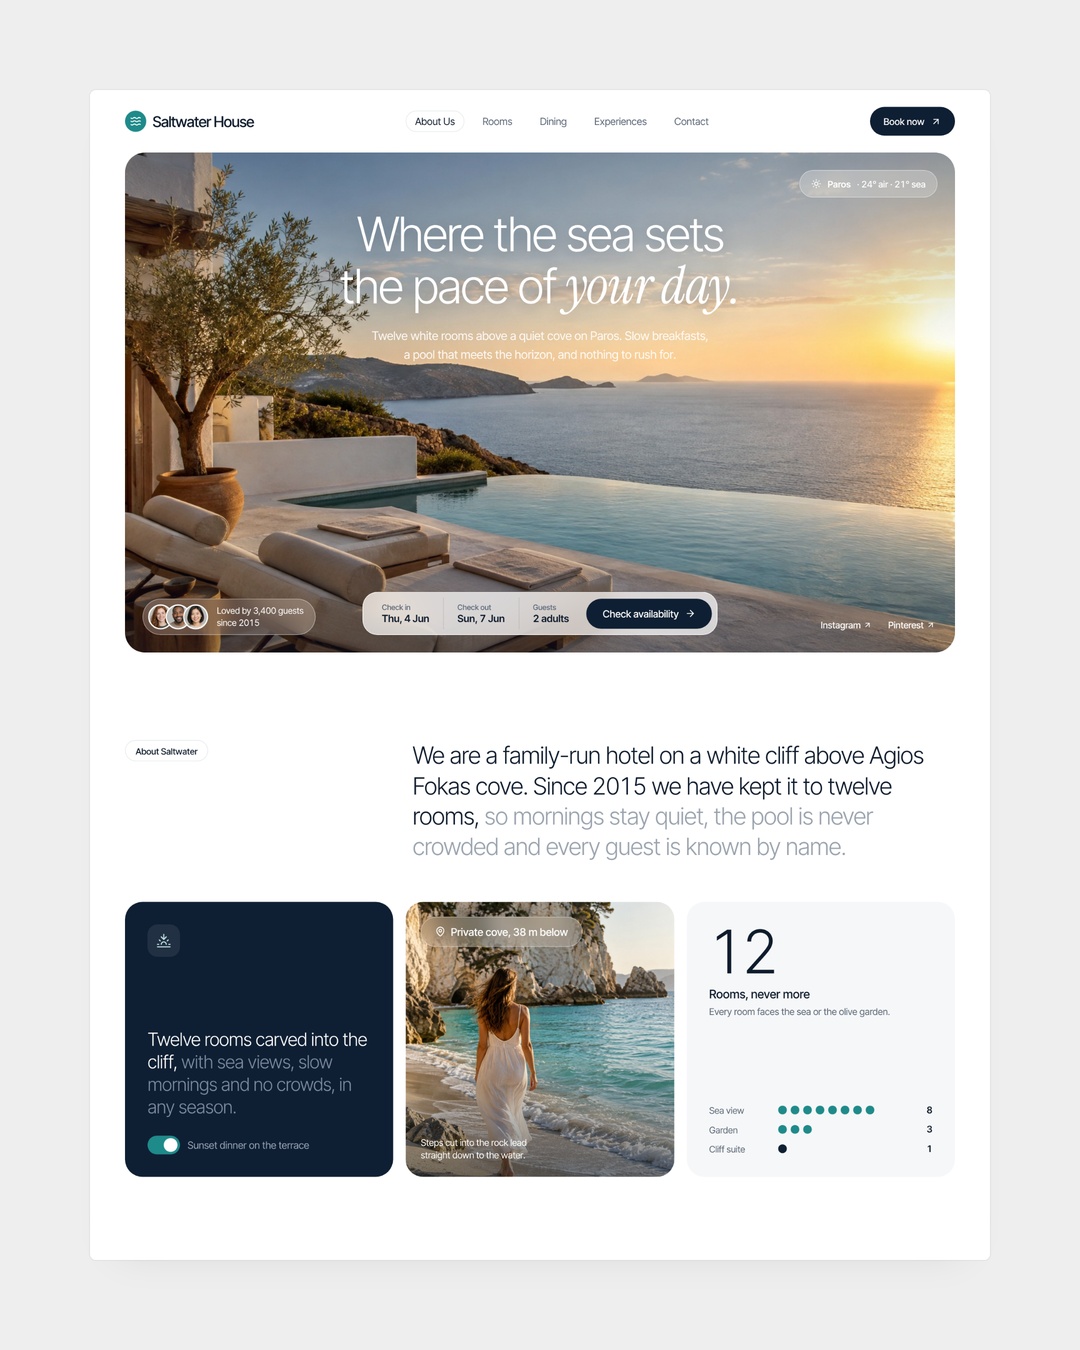 Saltwater House
About Us
Rooms
Dining
Experiences
Contact
Book now
Paros · 24° air · 21° sea
Where the sea sets
the pace of your day.
Twelve white rooms above a quiet cove on Paros. Slow breakfasts,
a pool that meets the horizon, and nothing to rush for.
Loved by 3,400 guests
since 2015
Check in
Thu, 4 Jun
Check out
Sun, 7 Jun
Guests
2 adults
Check availability
Instagram
Pinterest
About Saltwater
We are a family-run hotel on a white cliff above Agios
Fokas cove. Since 2015 we have kept it to twelve
rooms, so mornings stay quiet, the pool is never
crowded and every guest is known by name.
Twelve rooms carved into the
cliff, with sea views, slow
mornings and no crowds, in
any season.
Sunset dinner on the terrace
Private cove, 38 m below
Steps cut into the rock lead
straight down to the water.
12
Rooms, never more
Every room faces the sea or the olive garden.
Sea view 8
Garden 3
Cliff suite 1